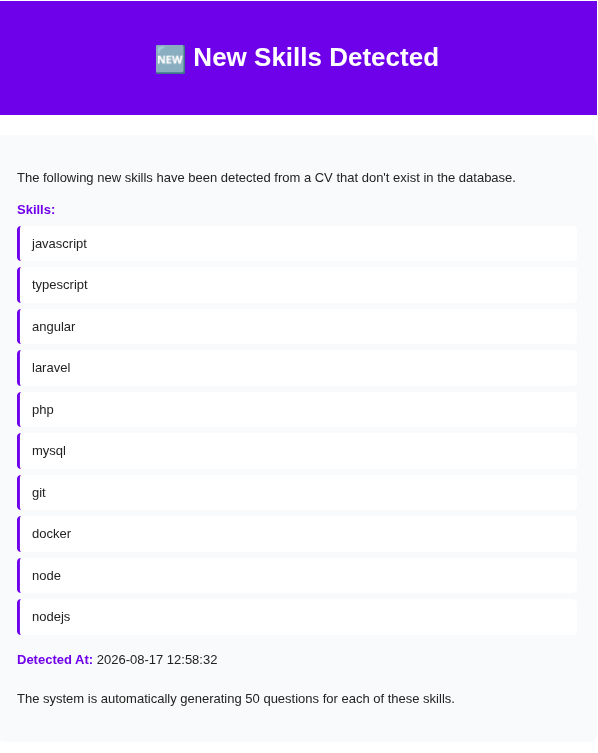 🆕 New Skills Detected
The following new skills have been detected from a CV that don't exist in the database.
Skills:
javascript
typescript
angular
laravel
php
mysql
git
docker
node
nodejs
Detected At: 2026-08-17 12:58:32
The system is automatically generating 50 questions for each of these skills.